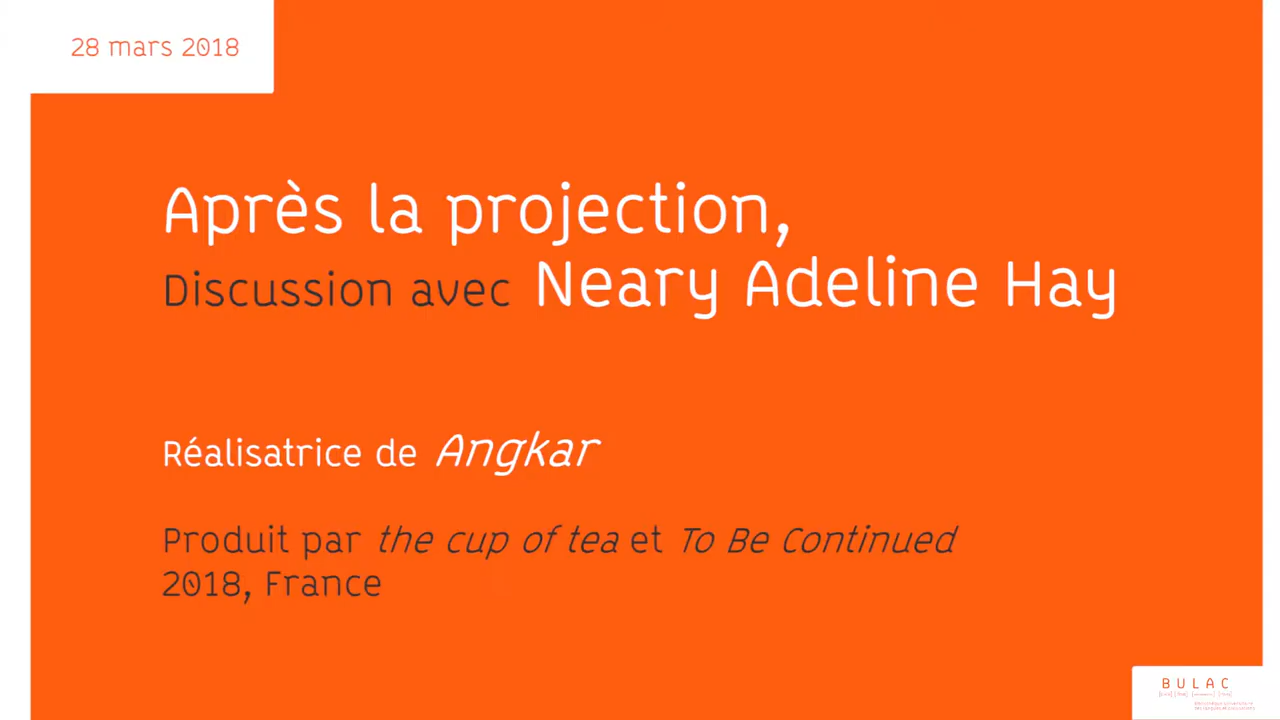 28 mars 2018
Après la projection,
Discussion avec Neary Adeline Hay
Réalisatrice de Angkar
Produit par the cup of tea et To Be Continued
2018, France
BULAC